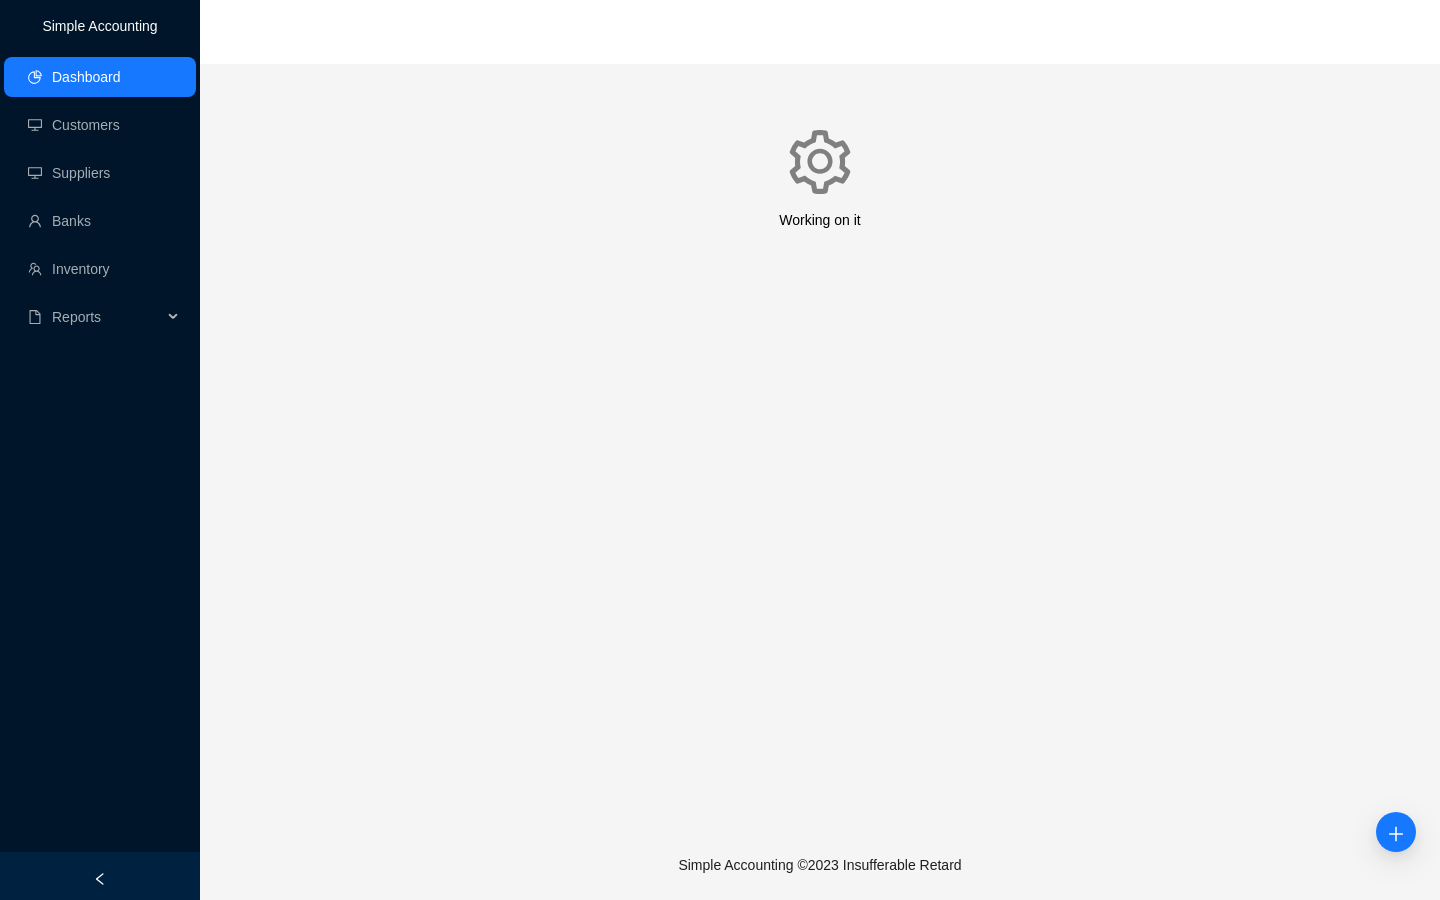 Simple Accounting
Dashboard
Customers
Suppliers
Banks
Inventory
Reports
Working on it
Simple Accounting ©2023 Insufferable Retard